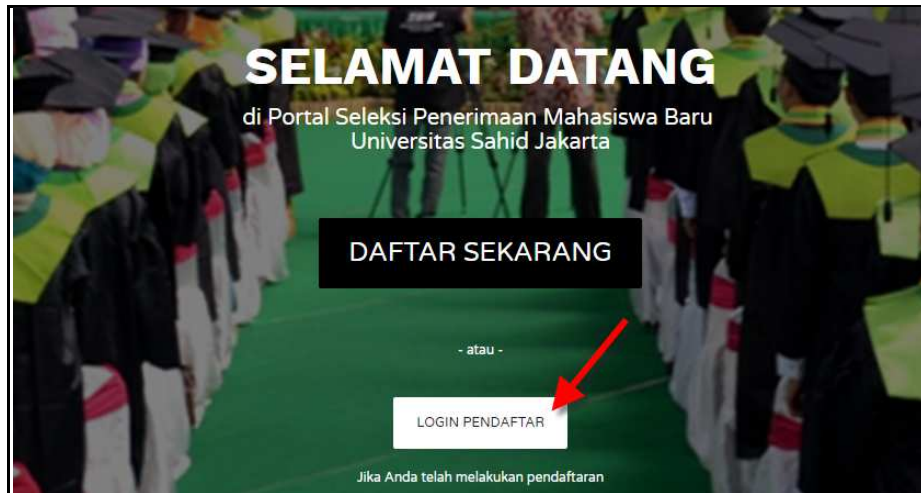 SELAMAT DATANG
di Portal Seleksi Penerimaan Mahasiswa Baru
Universitas Sahid Jakarta
DAFTAR SEKARANG
- atau -
LOGIN PENDAFTAR
Jika Anda telah melakukan pendaftaran